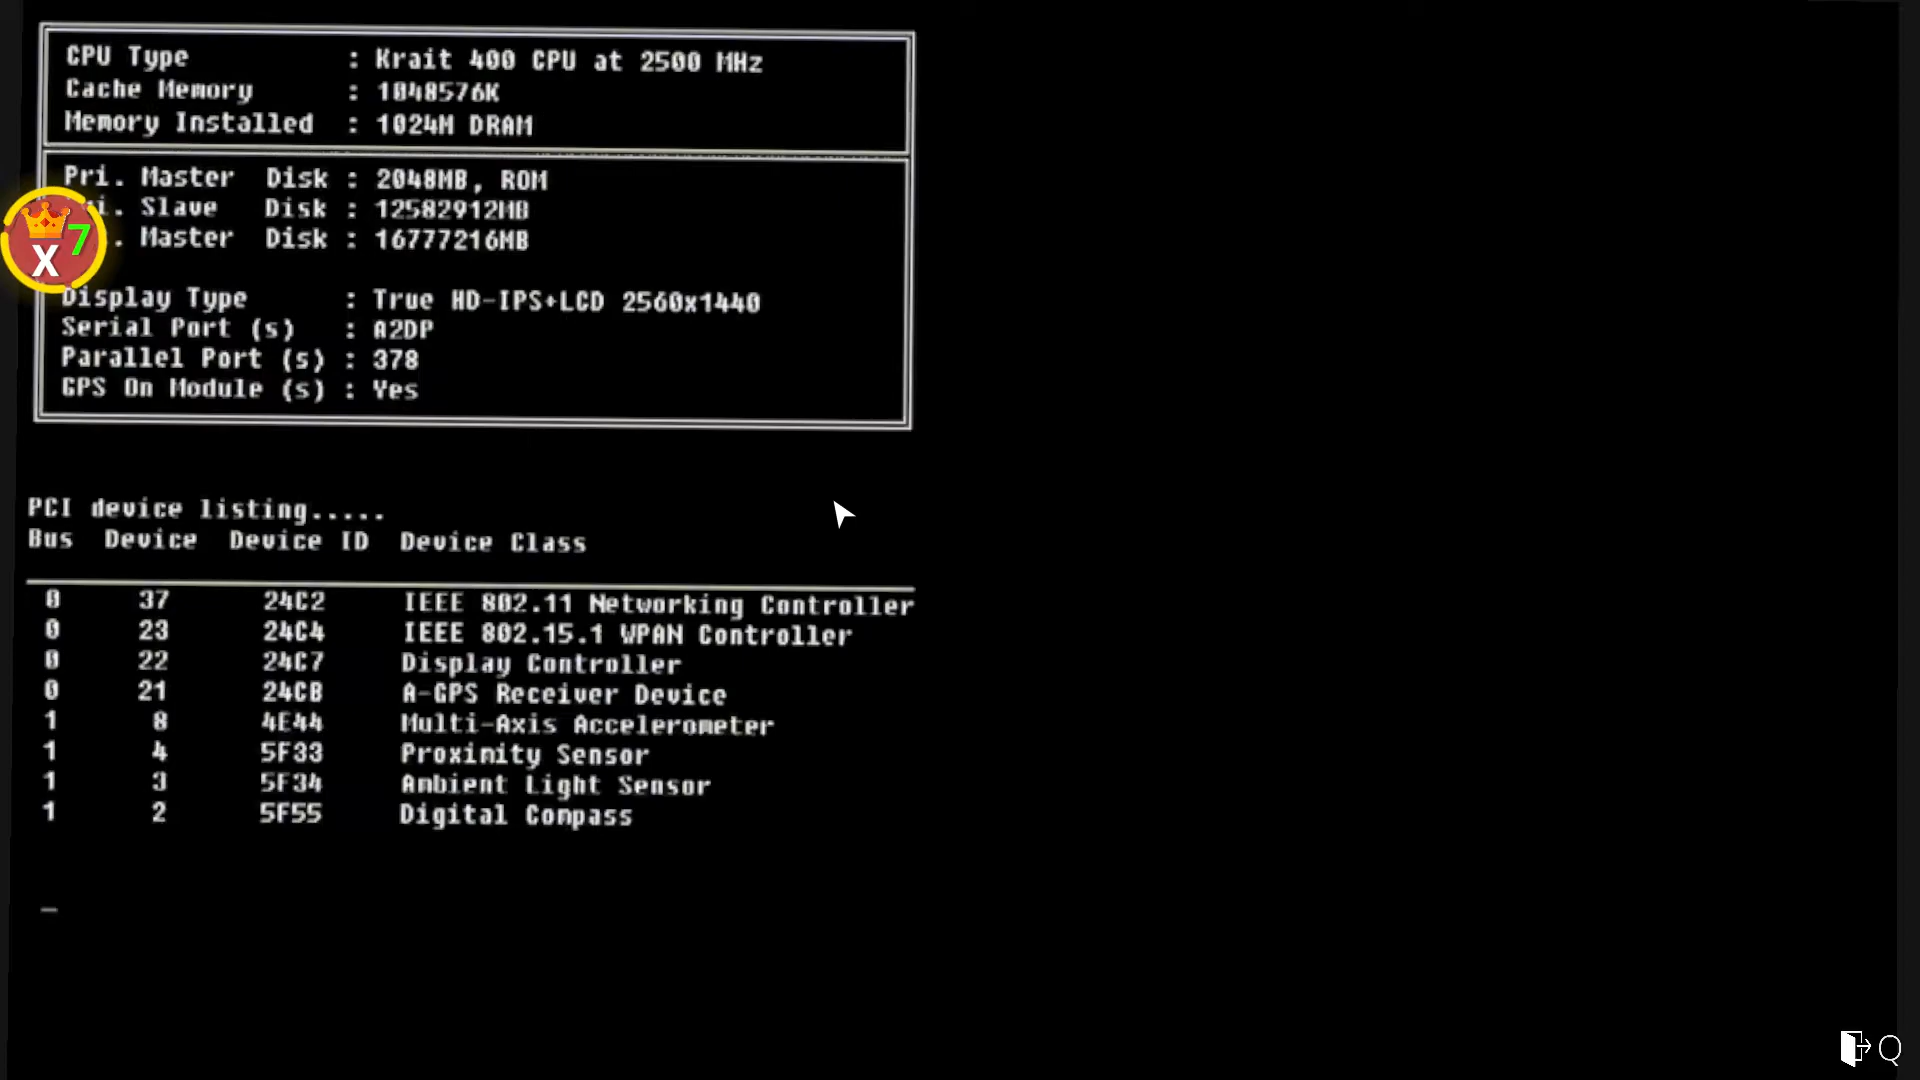 CPU Type : Krait 400 CPU at 2500 MHz
Cache Memory : 1048576K
Memory Installed : 1024M DRAM
Pri. Master Disk : 2048MB, ROM
i. Slave Disk : 12582912MB
. Master Disk : 16777216MB
X 7
Display Type : True HD-IPS+LCD 2560x1440
Serial Port (s) : A2DP
Parallel Port (s) : 378
GPS On Module (s) : Yes
PCI device listing.....
Bus Device Device ID Device Class
0 37 24C2 IEEE 802.11 Networking Controller
0 23 24C4 IEEE 802.15.1 WPAN Controller
0 22 24C7 Display Controller
0 21 24CB A-GPS Receiver Device
1 8 4E44 Multi-Axis Accelerometer
1 4 5F33 Proximity Sensor
1 3 5F34 Ambient Light Sensor
1 2 5F55 Digital Compass
_
Q